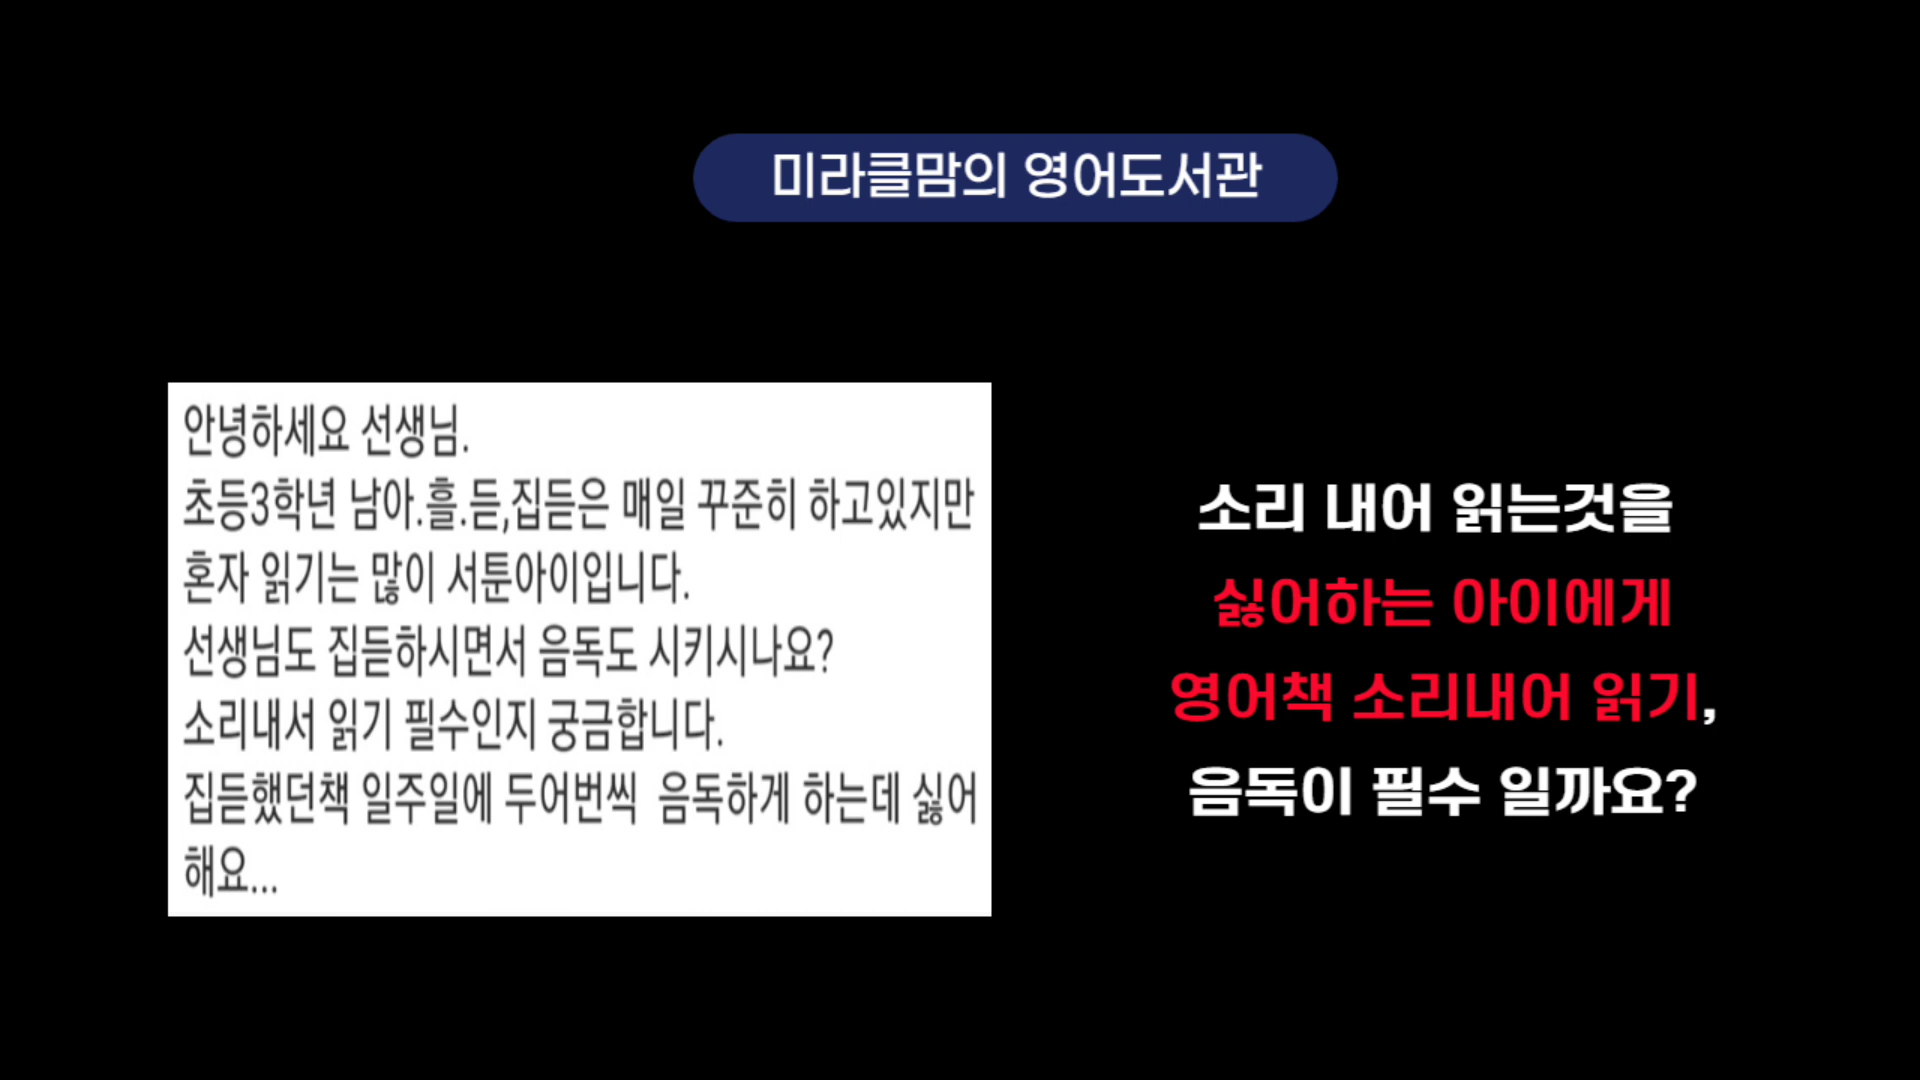 미라클맘의 영어도서관
안녕하세요 선생님.
초등3학년 남아.흘.듣,집듣은 매일 꾸준히 하고있지만
혼자 읽기는 많이 서툰아이입니다.
선생님도 집듣하시면서 음독도 시키시나요?
소리내서 읽기 필수인지 궁금합니다.
집듣했던책 일주일에 두어번씩  음독하게 하는데 싫어
해요...
소리 내어 읽는것을
싫어하는 아이에게
영어책 소리내어 읽기,
음독이 필수 일까요?